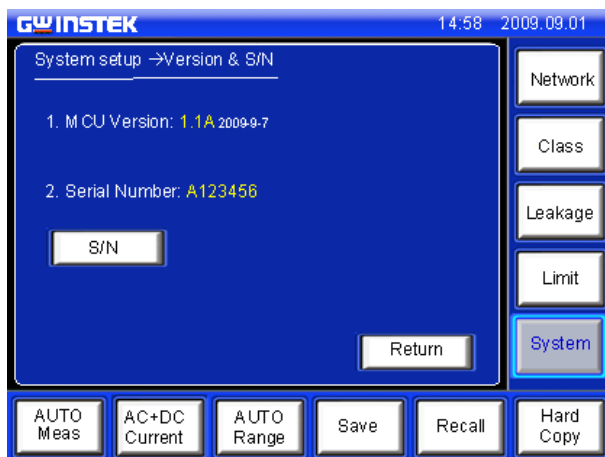 GWINSTEK 14:58 2009.09.01
System setup →Version & S/N
1. MCU Version: 1.1A 2009-9-7
2. Serial Number: A123456
S/N
Return
Network
Class
Leakage
Limit
System
AUTO Meas
AC+DC Current
AUTO Range
Save
Recall
Hard Copy